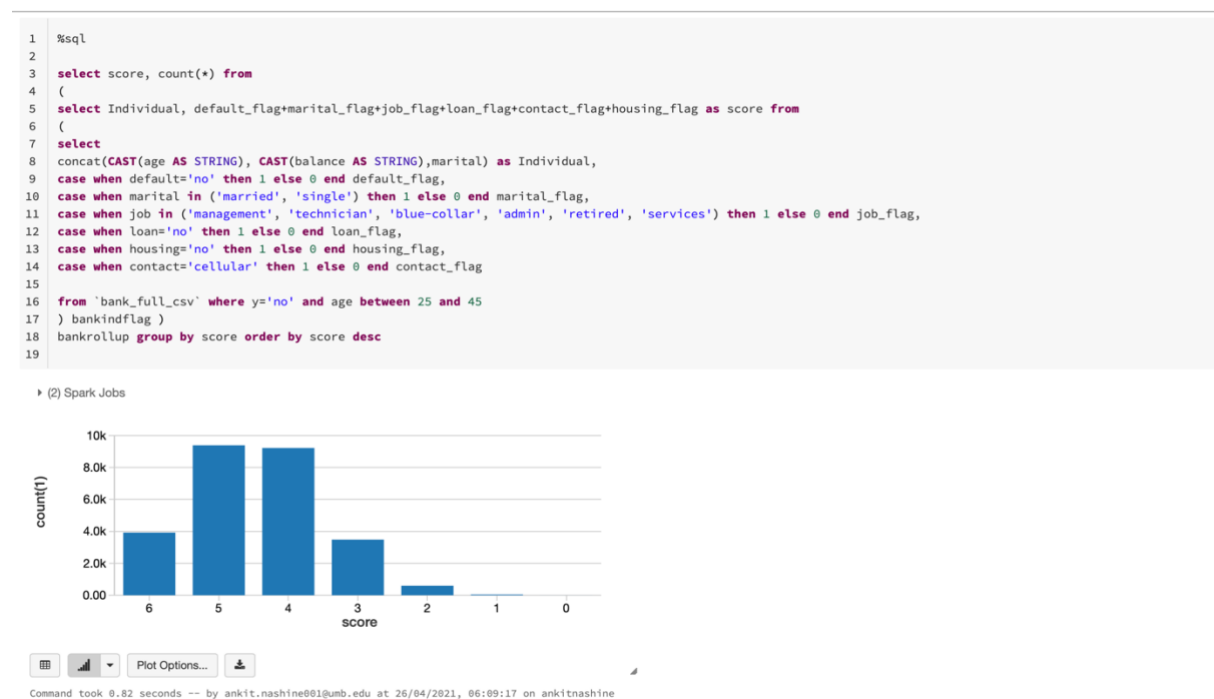 1 %sql
2
3 select score, count(*) from
4 (
5 select Individual, default_flag+marital_flag+job_flag+loan_flag+contact_flag+housing_flag as score from
6 (
7 select
8 concat(CAST(age AS STRING), CAST(balance AS STRING),marital) as Individual,
9 case when default='no' then 1 else 0 end default_flag,
10 case when marital in ('married', 'single') then 1 else 0 end marital_flag,
11 case when job in ('management', 'technician', 'blue-collar', 'admin', 'retired', 'services') then 1 else 0 end job_flag,
12 case when loan='no' then 1 else 0 end loan_flag,
13 case when housing='no' then 1 else 0 end housing_flag,
14 case when contact='cellular' then 1 else 0 end contact_flag
15
16 from `bank_full_csv` where y='no' and age between 25 and 45
17 ) bankindflag )
18 bankrollup group by score order by score desc
19
(2) Spark Jobs
10k
8.0k
6.0k
4.0k
2.0k
0.00
count(1)
6 5 4 3 2 1 0
score
Plot Options...
Command took 0.82 seconds -- by ankit.nashine001@umb.edu at 26/04/2021, 06:09:17 on ankitnashine